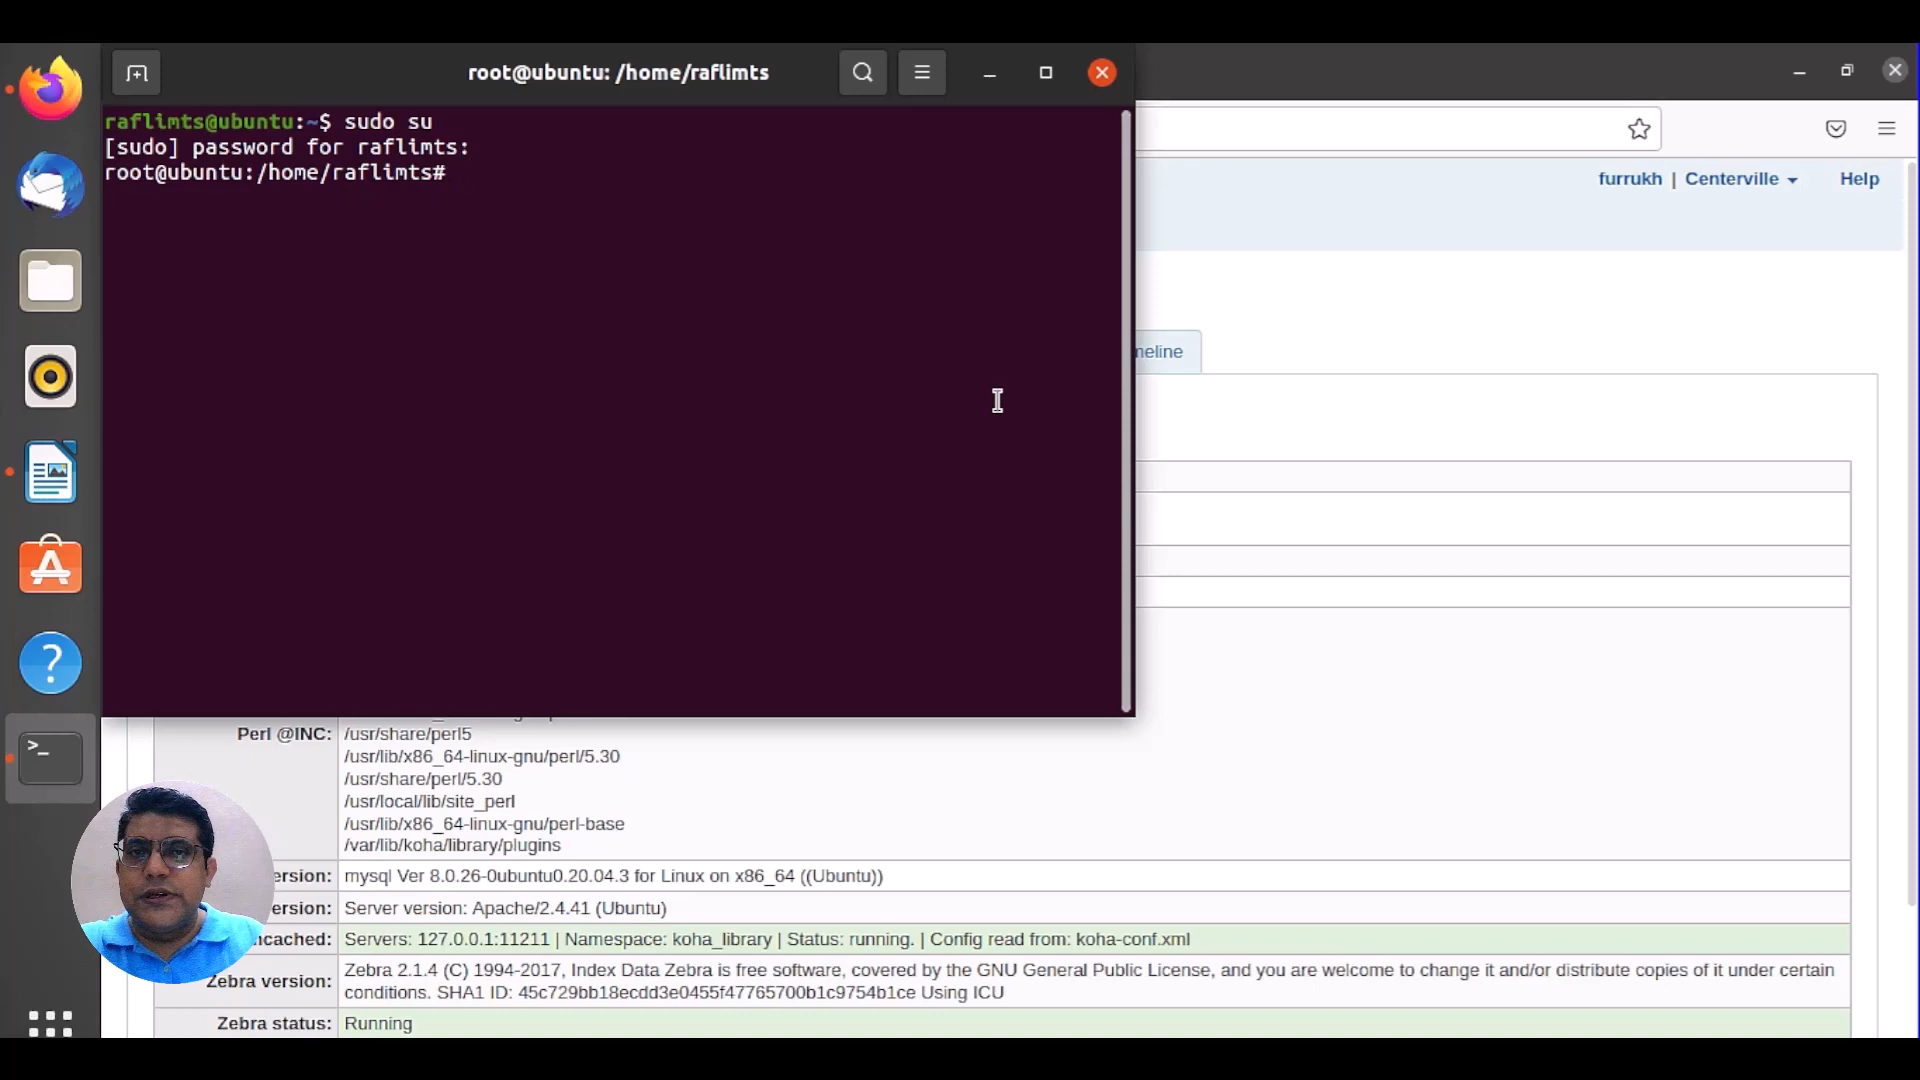 root@ubuntu: /home/raflimts
raflimts@ubuntu:~$ sudo su
[sudo] password for raflimts:
root@ubuntu:/home/raflimts#
furrukh | Centerville
Help
meline
Perl @INC:
/usr/share/perl5
/usr/lib/x86_64-linux-gnu/perl/5.30
/usr/share/perl/5.30
/usr/local/lib/site_perl
/usr/lib/x86_64-linux-gnu/perl-base
/var/lib/koha/library/plugins
ersion: mysql Ver 8.0.26-0ubuntu0.20.04.3 for Linux on x86_64 ((Ubuntu))
ersion: Server version: Apache/2.4.41 (Ubuntu)
cached: Servers: 127.0.0.1:11211 | Namespace: koha_library | Status: running. | Config read from: koha-conf.xml
Zebra version: Zebra 2.1.4 (C) 1994-2017, Index Data Zebra is free software, covered by the GNU General Public License, and you are welcome to change it and/or distribute copies of it under certain
conditions. SHA1 ID: 45c729bb18ecdd3e0455f47765700b1c9754b1ce Using ICU
Zebra status: Running